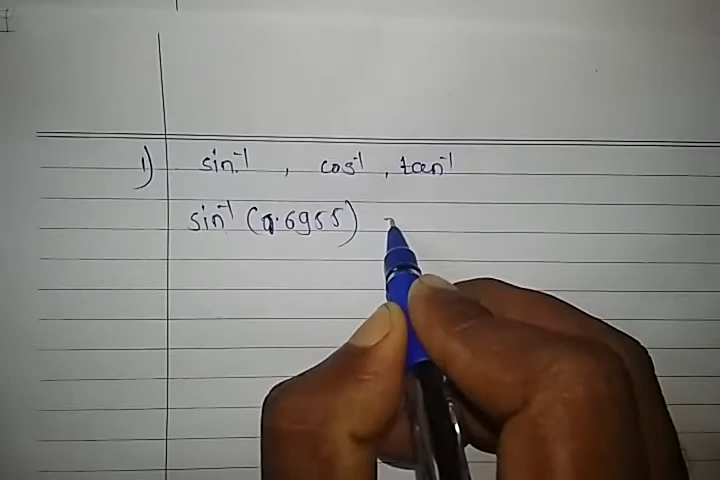 1) sin⁻¹, cos⁻¹, tan⁻¹
sin⁻¹ (0.6955)